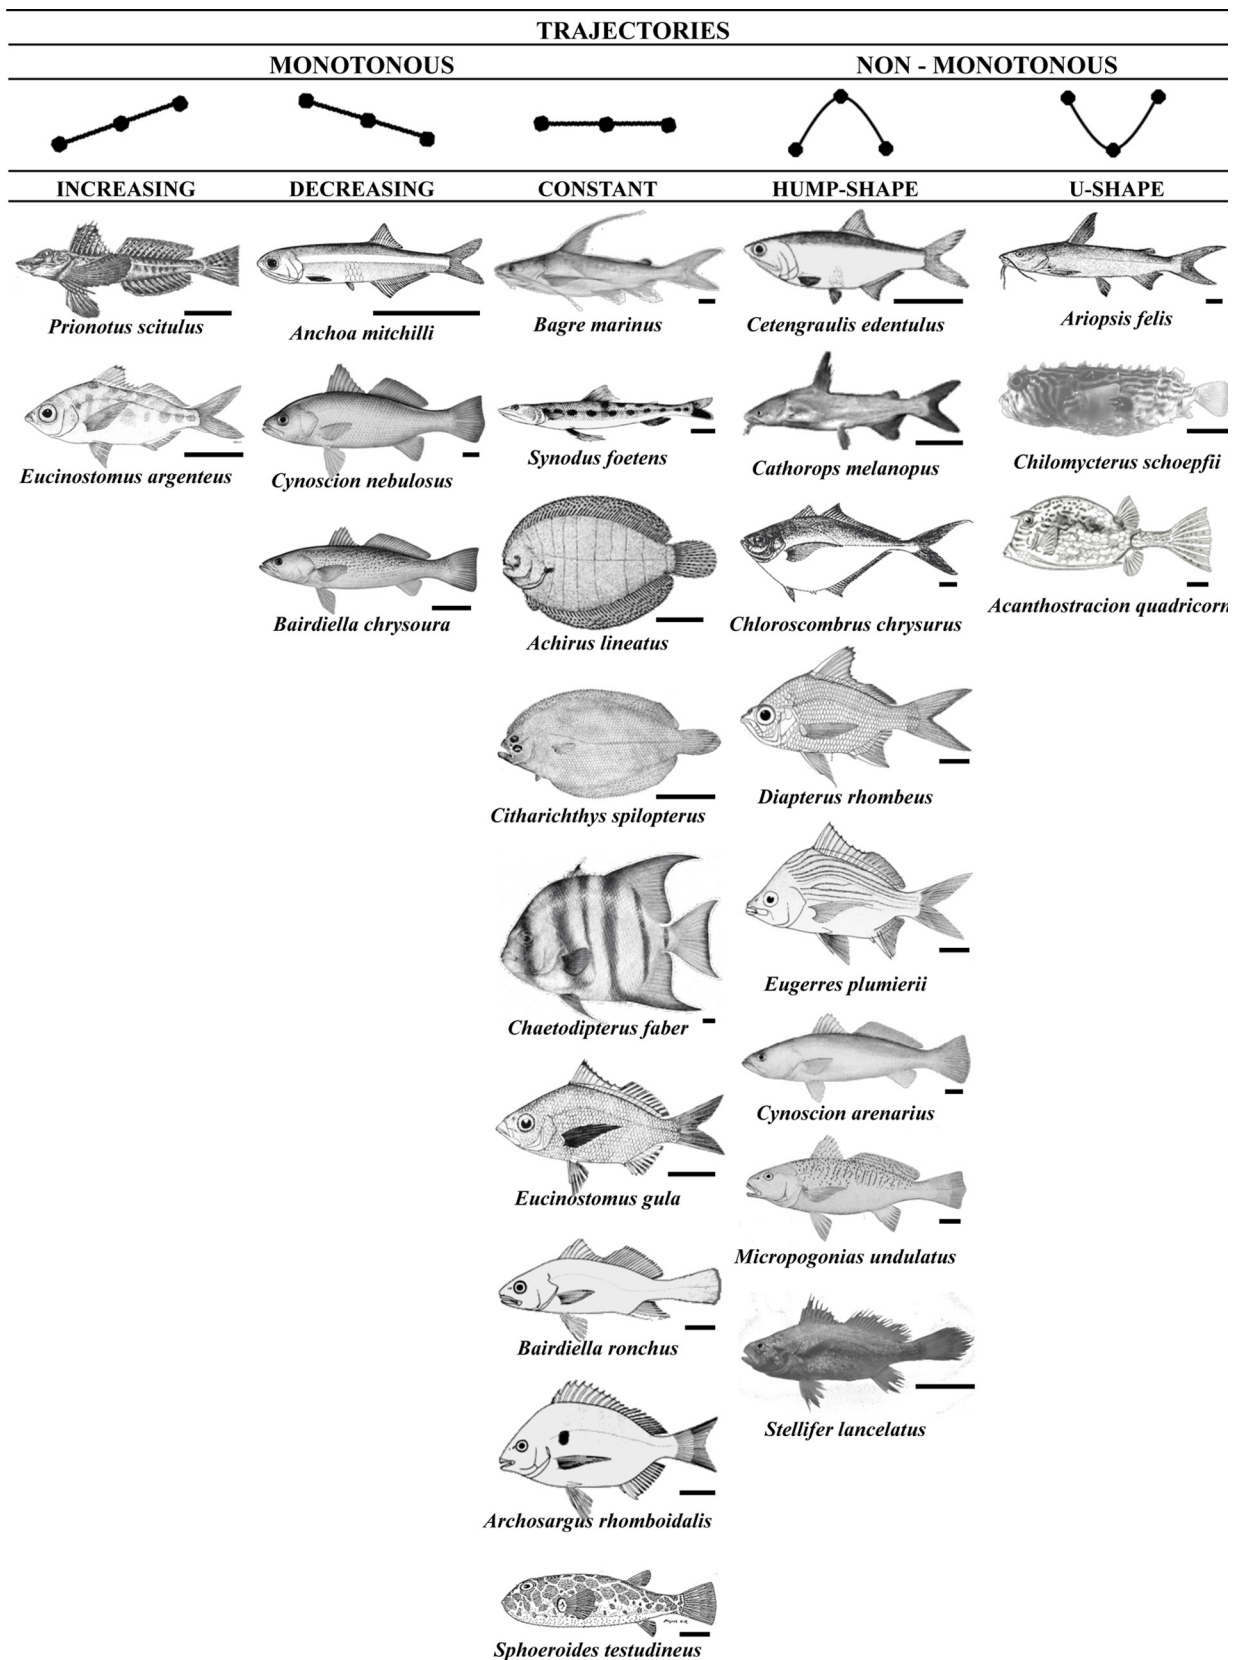 TRAJECTORIES
MONOTONOUS
NON - MONOTONOUS
INCREASING
DECREASING
CONSTANT
HUMP-SHAPE
U-SHAPE
Prionotus scitulus
Anchoa mitchilli
Bagre marinus
Cetengraulis edentulus
Ariopsis felis
Eucinostomus argenteus
Cynoscion nebulosus
Synodus foetens
Cathorops melanopus
Chilomycterus schoepfii
Bairdiella chrysoura
Achirus lineatus
Chloroscombrus chrysurus
Acanthostracion quadricorn
Citharichthys spilopterus
Diapterus rhombeus
Chaetodipterus faber
Eugerres plumierii
Eucinostomus gula
Cynoscion arenarius
Bairdiella ronchus
Micropogonias undulatus
Archosargus rhomboidalis
Stellifer lancelatus
Sphoeroides testudineus